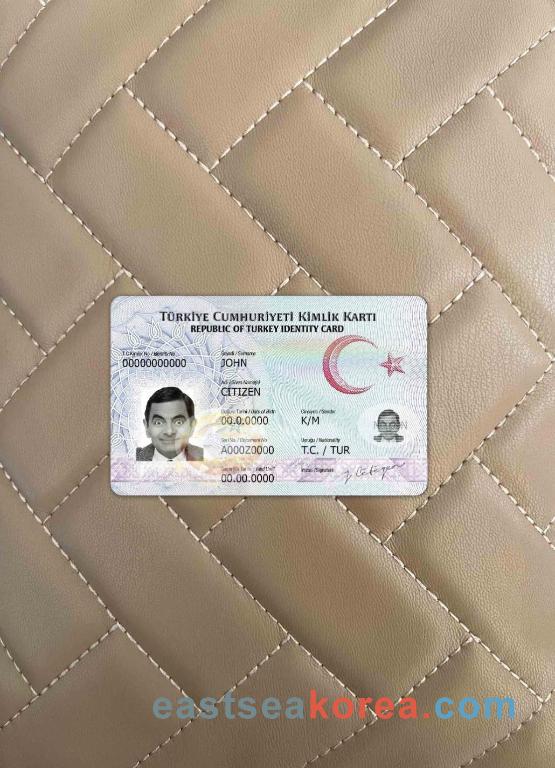 TÜRKİYE CUMHURİYETİ KİMLİK KARTI
REPUBLIC OF TURKEY IDENTITY CARD
T.C. Kimlik No / Identity No
00000000000
Soyadı / Surname
JOHN
Adı / Given Name(s)
CITIZEN
Doğum Tarihi / Date of Birth
00.0.0000
Cinsiyeti / Gender
K/M
Seri No / Document No
A000Z0000
Uyruğu / Nationality
T.C. / TUR
Son Geçerlilik / Valid Until
00.00.0000
İmza / Signature
eastseakorea.com